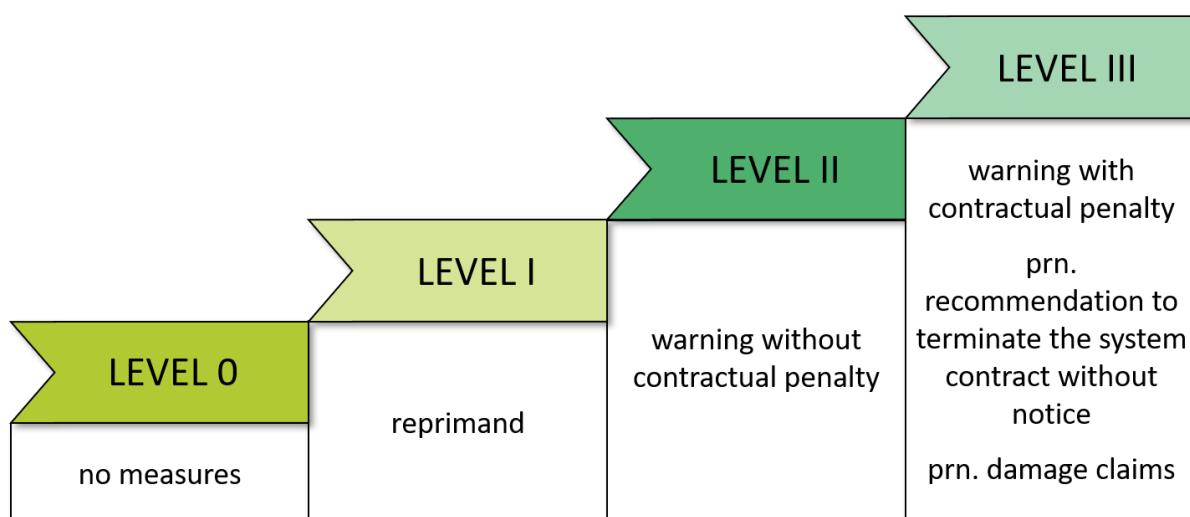 LEVEL 0
no measures
LEVEL I
reprimand
LEVEL II
warning without
contractual penalty
LEVEL III
warning with
contractual penalty
prn.
recommendation to
terminate the system
contract without
notice
prn. damage claims